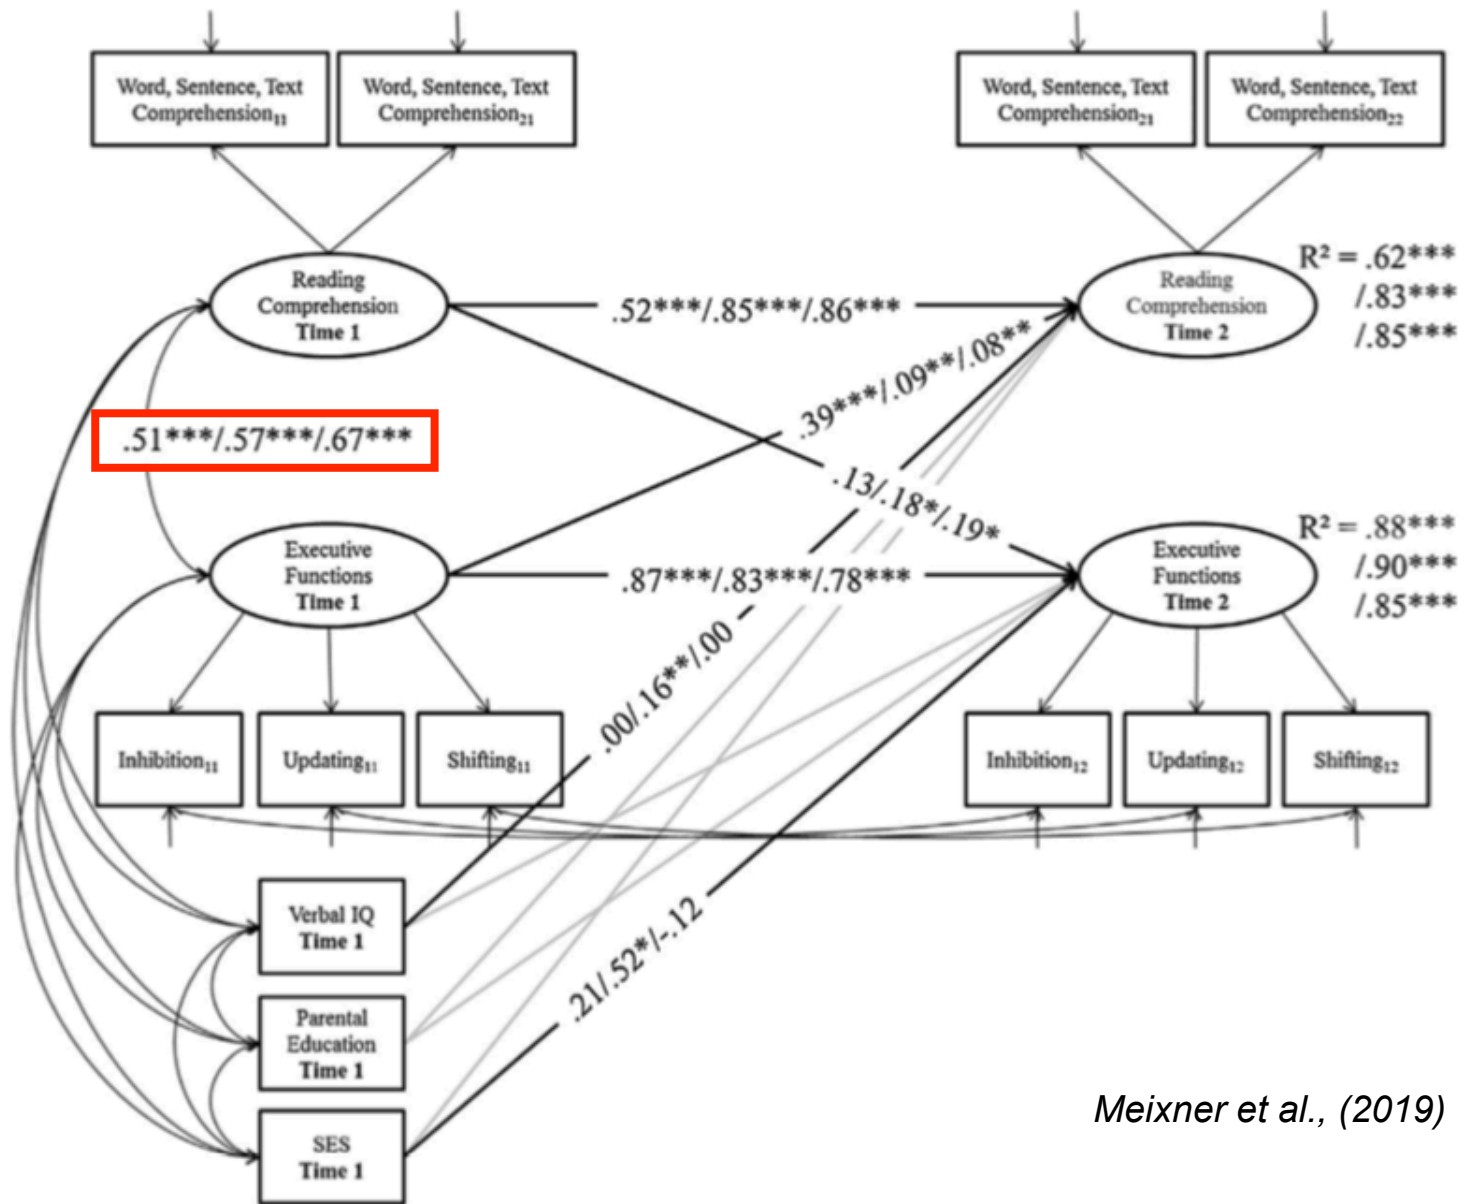 Word, Sentence, Text
Comprehension₁₁
Word, Sentence, Text
Comprehension₂₁
Word, Sentence, Text
Comprehension₂₁
Word, Sentence, Text
Comprehension₂₂
Reading
Comprehension
Time 1
.52***/.85***/.86***
Reading
Comprehension
Time 2
R² = .62***
/.83***
/.85***
.39***/.09**/.08**
.51***/.57***/.67***
.13/.18*/.19*
Executive
Functions
Time 1
.87***/.83***/.78***
Executive
Functions
Time 2
R² = .88***
/.90***
/.85***
.00/.16**/.00
Inhibition₁₁
Updating₁₁
Shifting₁₁
Inhibition₁₂
Updating₁₂
Shifting₁₂
Verbal IQ
Time 1
.21/.52*/-.12
Parental
Education
Time 1
SES
Time 1
Meixner et al., (2019)